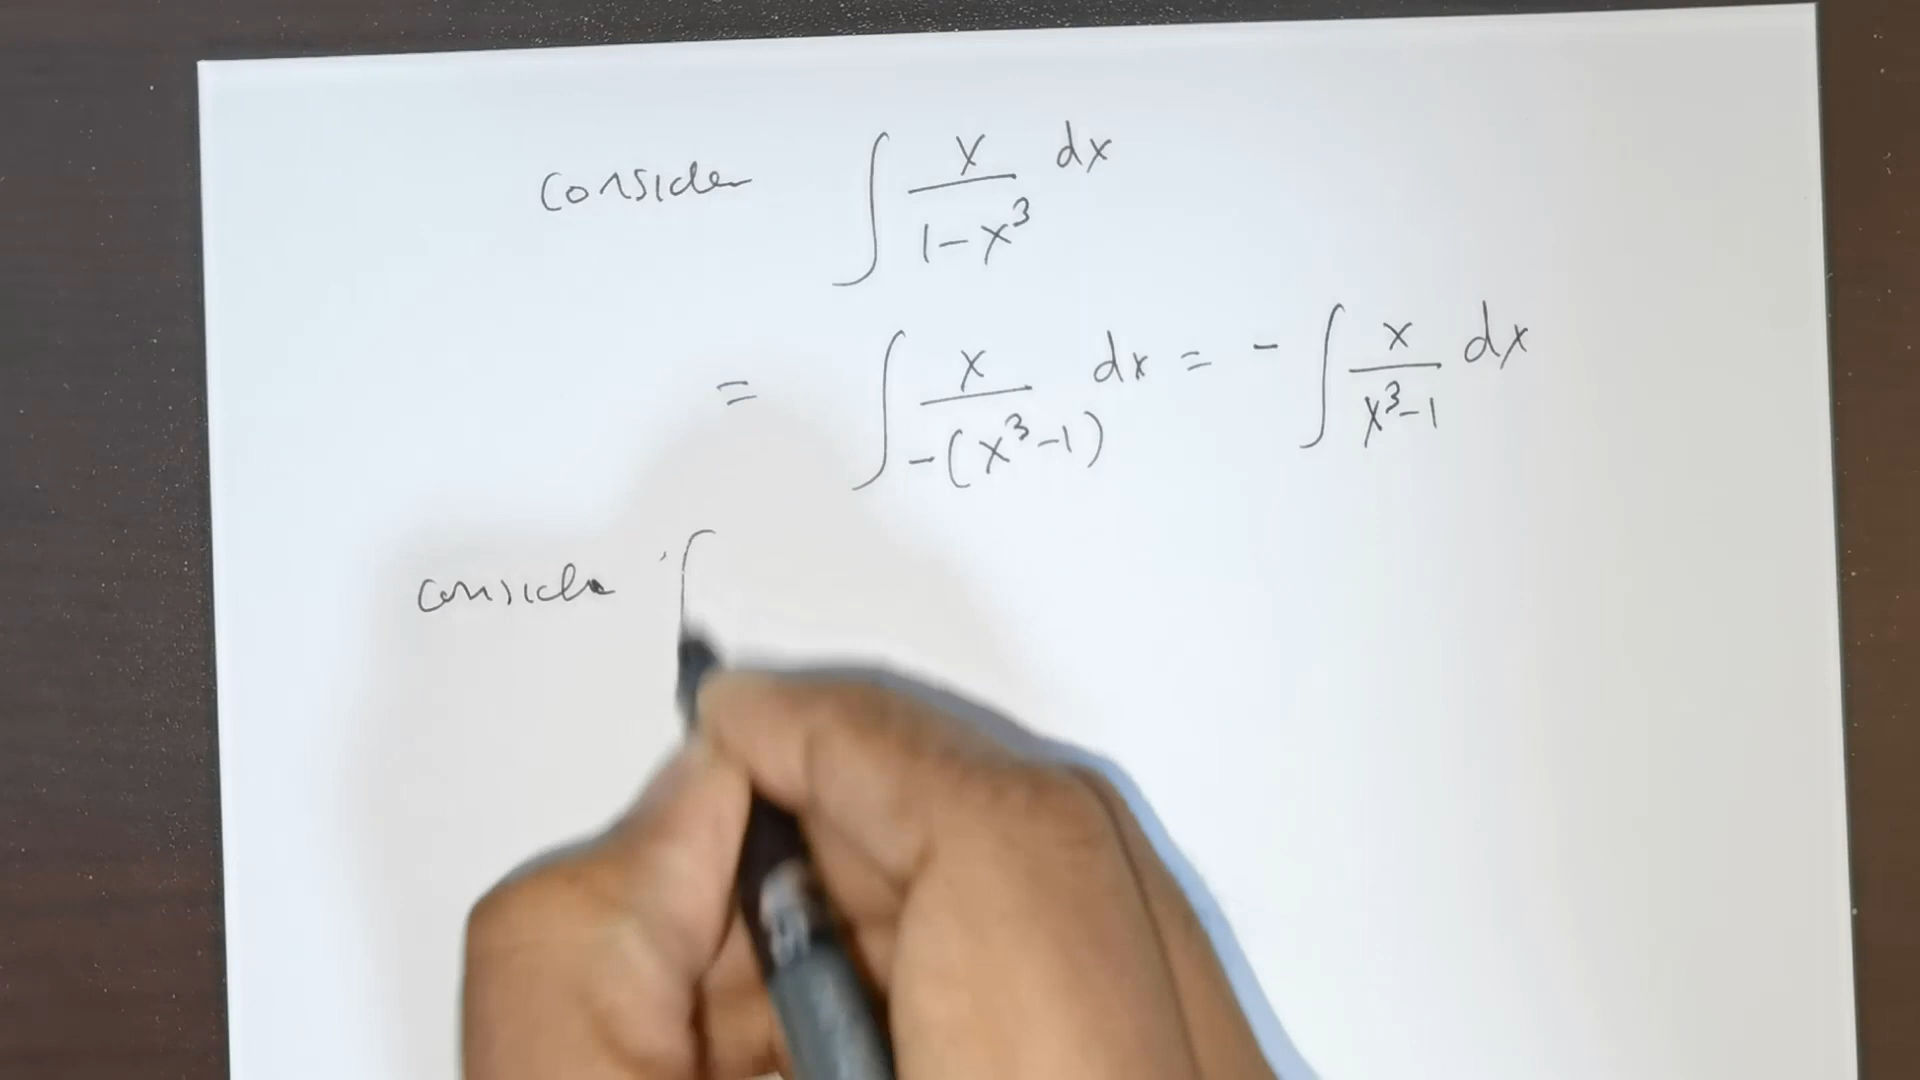 Consider ∫ x/(1-x³) dx
= ∫ x/(-(x³-1)) dx = - ∫ x/(x³-1) dx
consider ∫